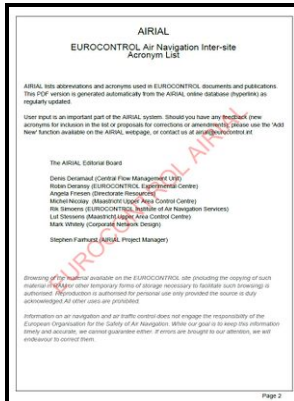 AIRIAL
EUROCONTROL Air Navigation Inter-site
Acronym List
AIRIAL lists abbreviations and acronyms used in EUROCONTROL documents and publications.
This PDF version is generated automatically from the AIRIAL online database (hyperlink) as
regularly updated.
User input is an important part of the AIRIAL system. Should you have any feedback (new
acronyms for inclusion in the list or proposals for corrections or amendments) please use the 'Add
New' function available on the AIRIAL webpage, or contact us at airial@eurocontrol.int
The AIRIAL Editorial Board
Denis Deramaut (Central Flow Management Unit)
Robin Deransy (EUROCONTROL Experimental Centre)
Angela Friesen (Directorate Resources)
Michel Nicolay (Maastricht Upper Area Control Centre)
Rik Sessens (EUROCONTROL Institute of Air Navigation Services)
Lut Stessens (Maastricht Upper Area Control Centre)
Mark Whitely (Corporate Network Design)
Stephen Fairhurst (AIRIAL Project Manager)
EUROCONTROL AIRIAL
Browsing of the material available on the EUROCONTROL site (including the copying of such
material in RAM or other temporary forms of storage necessary to facilitate such browsing) is
authorised. Reproduction is authorised for personal use only provided the source is duly
acknowledged. All other uses are prohibited.
Information on air navigation and air traffic control does not engage the responsibility of the
European Organisation for the Safety of Air Navigation. While our goal is to keep this information
timely and accurate, we cannot guarantee either. If errors are brought to our attention, we will
endeavour to correct them.
Page 2